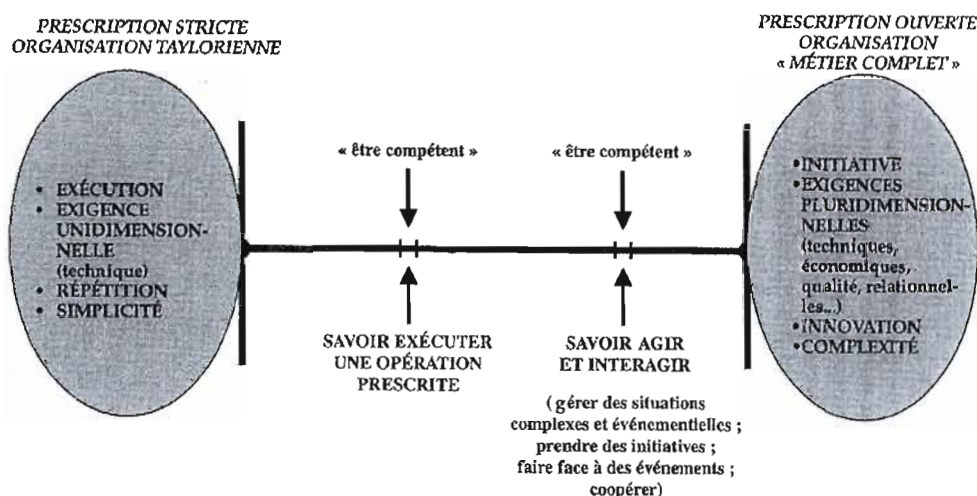 PRESCRIPTION STRICTE
ORGANISATION TAYLORIENNE
• EXÉCUTION
• EXIGENCE
UNIDIMENSION-
NELLE
(technique)
• RÉPÉTITION
• SIMPLICITÉ
« être compétent »
SAVOIR EXÉCUTER
UNE OPÉRATION
PRESCRITE
« être compétent »
SAVOIR AGIR
ET INTERAGIR
( gérer des situations
complexes et événementielles ;
prendre des initiatives ;
faire face à des événements ;
coopérer)
PRESCRIPTION OUVERTE
ORGANISATION
« MÉTIER COMPLET »
•INITIATIVE
•EXIGENCES
PLURIDIMENSION-
NELLES
(techniques,
économiques,
qualité, relationnel-
les...)
•INNOVATION
•COMPLEXITÉ